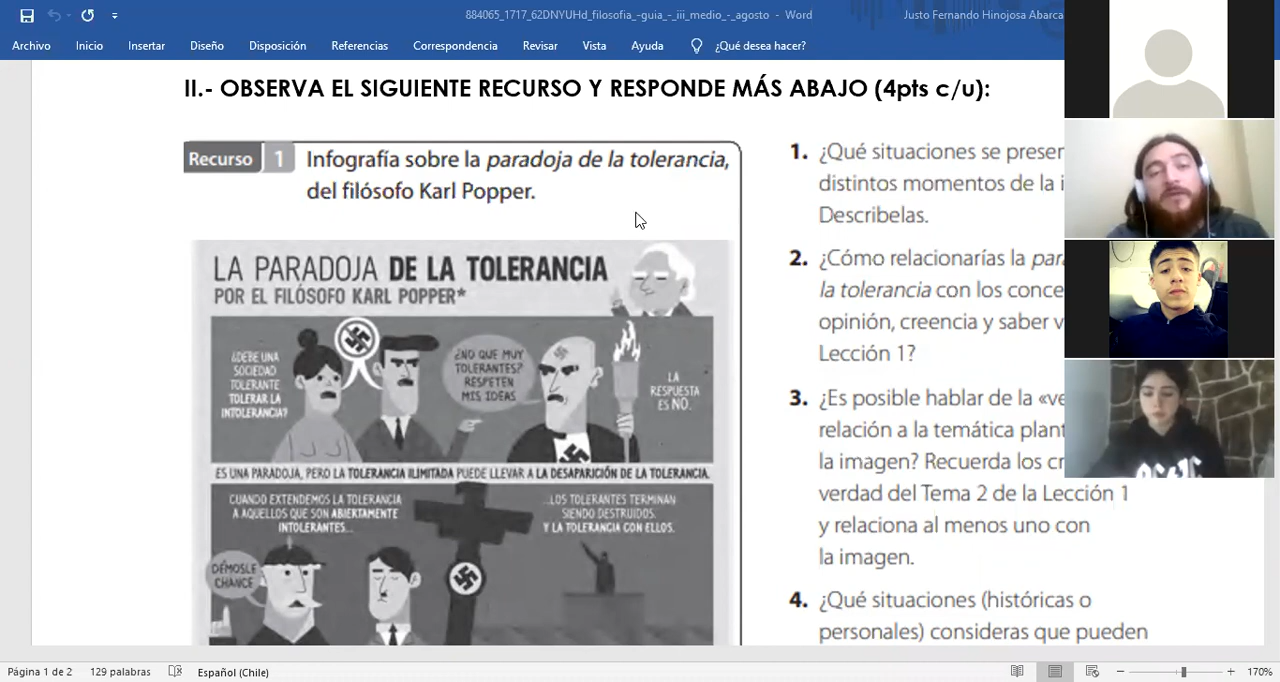 884065_1717_62DNYUHd_filosofia_-guia_-_iii_medio_-_agosto - Word
Justo Fernando Hinojosa Abarca
Archivo Inicio Insertar Diseño Disposición Referencias Correspondencia Revisar Vista Ayuda ¿Qué desea hacer?
II.- OBSERVA EL SIGUIENTE RECURSO Y RESPONDE MÁS ABAJO (4pts c/u):
Recurso 1 Infografía sobre la paradoja de la tolerancia,
del filósofo Karl Popper.
LA PARADOJA DE LA TOLERANCIA
POR EL FILÓSOFO KARL POPPER*
¿DEBE UNA
SOCIEDAD
TOLERANTE
TOLERAR LA
INTOLERANCIA?
¿NO QUE MUY
TOLERANTES?
RESPETEN
MIS IDEAS
LA
RESPUESTA
ES NO.
ES UNA PARADOJA, PERO LA TOLERANCIA ILIMITADA PUEDE LLEVAR A LA DESAPARICIÓN DE LA TOLERANCIA.
CUANDO EXTENDEMOS LA TOLERANCIA
A AQUELLOS QUE SON ABIERTAMENTE
INTOLERANTES...
...LOS TOLERANTES TERMINAN
SIENDO DESTRUIDOS.
Y LA TOLERANCIA CON ELLOS.
DÉMOSLE
CHANCE
1. ¿Qué situaciones se presen
distintos momentos de la i
Descríbelas.
2. ¿Cómo relacionarías la par
la tolerancia con los conce
opinión, creencia y saber v
Lección 1?
3. ¿Es posible hablar de la «ve
relación a la temática plant
la imagen? Recuerda los cr
verdad del Tema 2 de la Lección 1
y relaciona al menos uno con
la imagen.
4. ¿Qué situaciones (históricas o
personales) consideras que pueden
Página 1 de 2 129 palabras Español (Chile) 170%